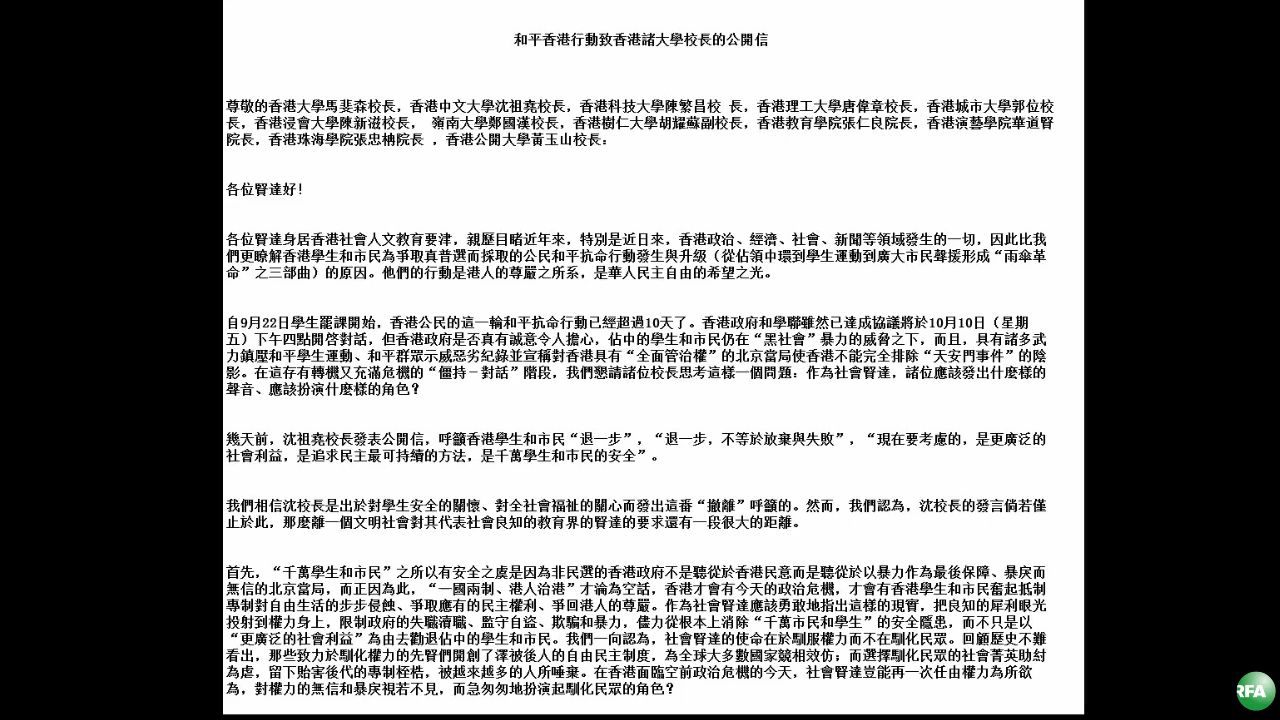 和平香港行動致香港諸大學校長的公開信
尊敬的香港大學馬斐森校長，香港中文大學沈祖堯校長，香港科技大學陳繁昌校 長，香港理工大學唐偉章校長，香港城市大學郭位校
長，香港浸會大學陳新滋校長， 嶺南大學鄭國漢校長，香港樹仁大學胡耀蘇副校長，香港教育學院張仁良院長，香港演藝學院華道賢
院長，香港珠海學院張忠柟院長 ，香港公開大學黃玉山校長：
各位賢達好！
各位賢達身居香港社會人文教育要津，親歷目睹近年來，特別是近日來，香港政治、經濟、社會、新聞等領域發生的一切，因此比我
們更瞭解香港學生和市民為爭取真普選而採取的公民和平抗命行動發生與升級（從佔領中環到學生運動到廣大市民聲援形成“雨傘革
命”之三部曲）的原因。他們的行動是港人的尊嚴之所系，是華人民主自由的希望之光。
自9月22日學生罷課開始，香港公民的這一輪和平抗命行動已經超過10天了。香港政府和學聯雖然已達成協議將於10月10日（星期
五）下午四點開啓對話，但香港政府是否真有誠意令人擔心，佔中的學生和市民仍在“黑社會”暴力的威脅之下，而且，具有諸多武
力鎮壓和平學生運動、和平群眾示威惡劣紀錄並宣稱對香港具有“全面管治權”的北京當局使香港不能完全排除“天安門事件”的陰
影。在這存有轉機又充滿危機的“僵持－對話”階段，我們懇請諸位校長思考這樣一個問題：作為社會賢達，諸位應該發出什麼樣的
聲音、應該扮演什麼樣的角色？
幾天前，沈祖堯校長發表公開信，呼籲香港學生和市民“退一步”，“退一步，不等於放棄與失敗”，“現在要考慮的，是更廣泛的
社會利益，是追求民主最可持續的方法，是千萬學生和市民的安全”。
我們相信沈校長是出於對學生安全的關懷、對全社會福祉的關心而發出這番“撤離”呼籲的。然而，我們認為，沈校長的發言倘若僅
止於此，那麼離一個文明社會對其代表社會良知的教育界的賢達的要求還有一段很大的距離。
首先，“千萬學生和市民”之所以有安全之虞是因為非民選的香港政府不是聽從於香港民意而是聽從於以暴力作為最後保障、暴戾而
無信的北京當局，而正因為此，“一國兩制、港人治港”才淪為空話，香港才會有今天的政治危機，才會有香港學生和市民奮起抵制
專制對自由生活的步步侵蝕、爭取應有的民主權利、爭回港人的尊嚴。作為社會賢達應該勇敢地指出這樣的現實，把良知的犀利眼光
投射到權力身上，限制政府的失職瀆職、監守自盜、欺騙和暴力，儘力從根本上消除“千萬市民和學生”的安全隱患，而不只是以
“更廣泛的社會利益”為由去勸退佔中的學生和市民。我們一向認為，社會賢達的使命在於馴服權力而不在馴化民眾。回顧歷史不難
看出，那些致力於馴化權力的先賢們開創了澤被後人的自由民主制度，為全球大多數國家競相效仿；而選擇馴化民眾的社會菁英助紂
為虐，留下貽害後代的專制桎梏，被越來越多的人所唾棄。在香港面臨空前政治危機的今天，社會賢達豈能再一次任由權力為所欲
為，對權力的無信和暴戾視若不見，而急匆匆地扮演起馴化民眾的角色？
RFA